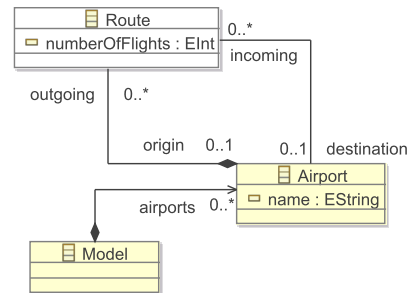 Route
0..*
numberOfFlights : EInt
incoming
outgoing
0..*
origin
0..1
0..1
destination
Airport
name : EString
airports
0..*
Model